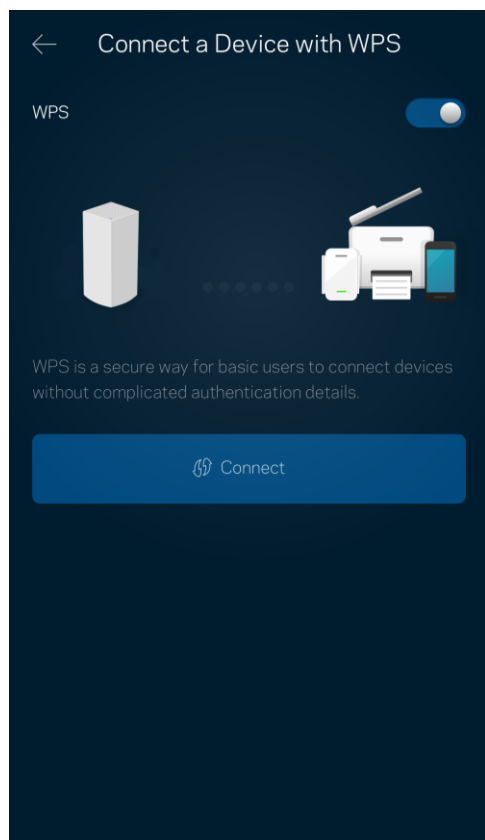 Connect a Device with WPS
WPS
WPS is a secure way for basic users to connect devices
without complicated authentication details.
Connect